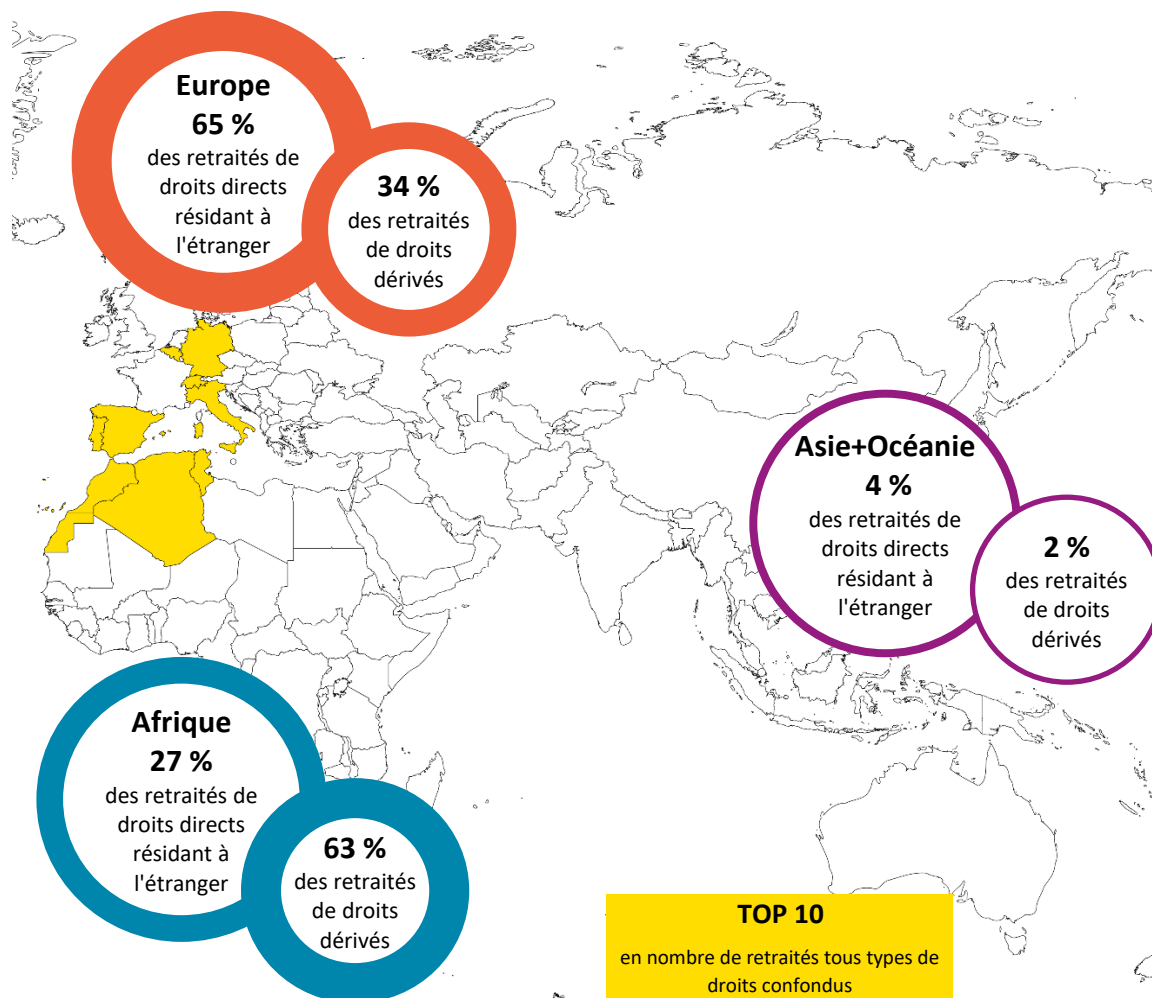 Europe
65 %
des retraités de
droits directs
résidant à
l'étranger
34 %
des retraités
de droits
dérivés
Asie+Océanie
4 %
des retraités de
droits directs
résidant à
l'étranger
2 %
des retraités
de droits
dérivés
Afrique
27 %
des retraités de
droits directs
résidant à
l'étranger
63 %
des retraités
de droits
dérivés
TOP 10
en nombre de retraités tous types de
droits confondus